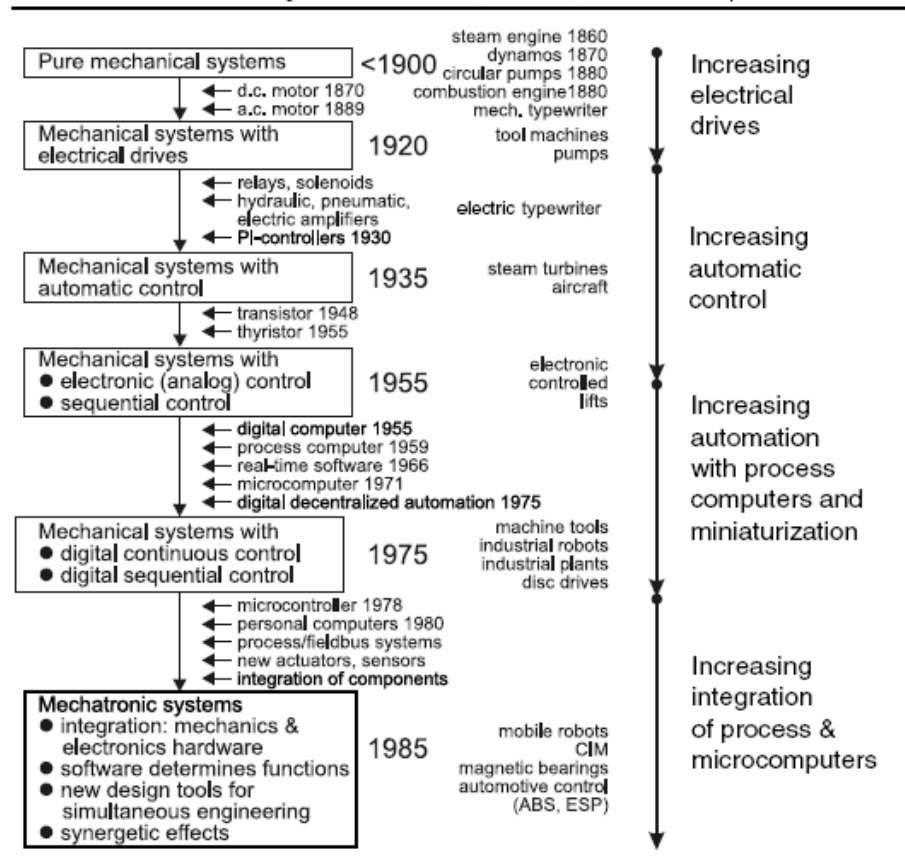 Pure mechanical systems
<1900
steam engine 1860
dynamos 1870
circular pumps 1880
combustion engine1880
mech. typewriter
Increasing
electrical
drives
d.c. motor 1870
a.c. motor 1889
Mechanical systems with
electrical drives
1920
tool machines
pumps
relays, solenoids
hydraulic, pneumatic,
electric amplifiers
PI-controllers 1930
electric typewriter
Increasing
automatic
control
Mechanical systems with
automatic control
1935
steam turbines
aircraft
transistor 1948
thyristor 1955
Mechanical systems with
● electronic (analog) control
● sequential control
1955
electronic
controlled
lifts
Increasing
automation
with process
computers and
miniaturization
digital computer 1955
process computer 1959
real-time software 1966
microcomputer 1971
digital decentralized automation 1975
Mechanical systems with
● digital continuous control
● digital sequential control
1975
machine tools
industrial robots
industrial plants
disc drives
microcontroller 1978
personal computers 1980
process/fieldbus systems
new actuators, sensors
integration of components
Increasing
integration
of process &
microcomputers
Mechatronic systems
● integration: mechanics &
electronics hardware
● software determines functions
● new design tools for
simultaneous engineering
● synergetic effects
1985
mobile robots
CIM
magnetic bearings
automotive control
(ABS, ESP)